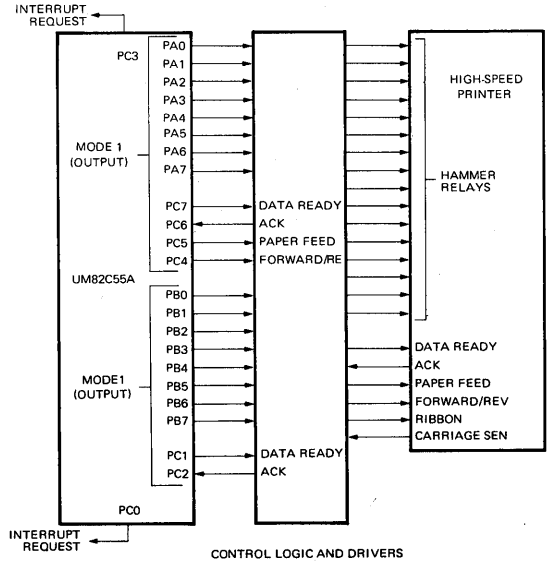 INTERRUPT
REQUEST
PC3
PA0
PA1
PA2
PA3
PA4
PA5
PA6
PA7
MODE 1
(OUTPUT)
PC7
PC6
PC5
PC4
DATA READY
ACK
PAPER FEED
FORWARD/RE
HIGH-SPEED
PRINTER
HAMMER
RELAYS
UM82C55A
PB0
PB1
PB2
PB3
PB4
PB5
PB6
PB7
MODE1
(OUTPUT)
PC1
PC2
DATA READY
ACK
DATA READY
ACK
PAPER FEED
FORWARD/REV
RIBBON
CARRIAGE SEN
PC0
INTERRUPT
REQUEST
CONTROL LOGIC AND DRIVERS